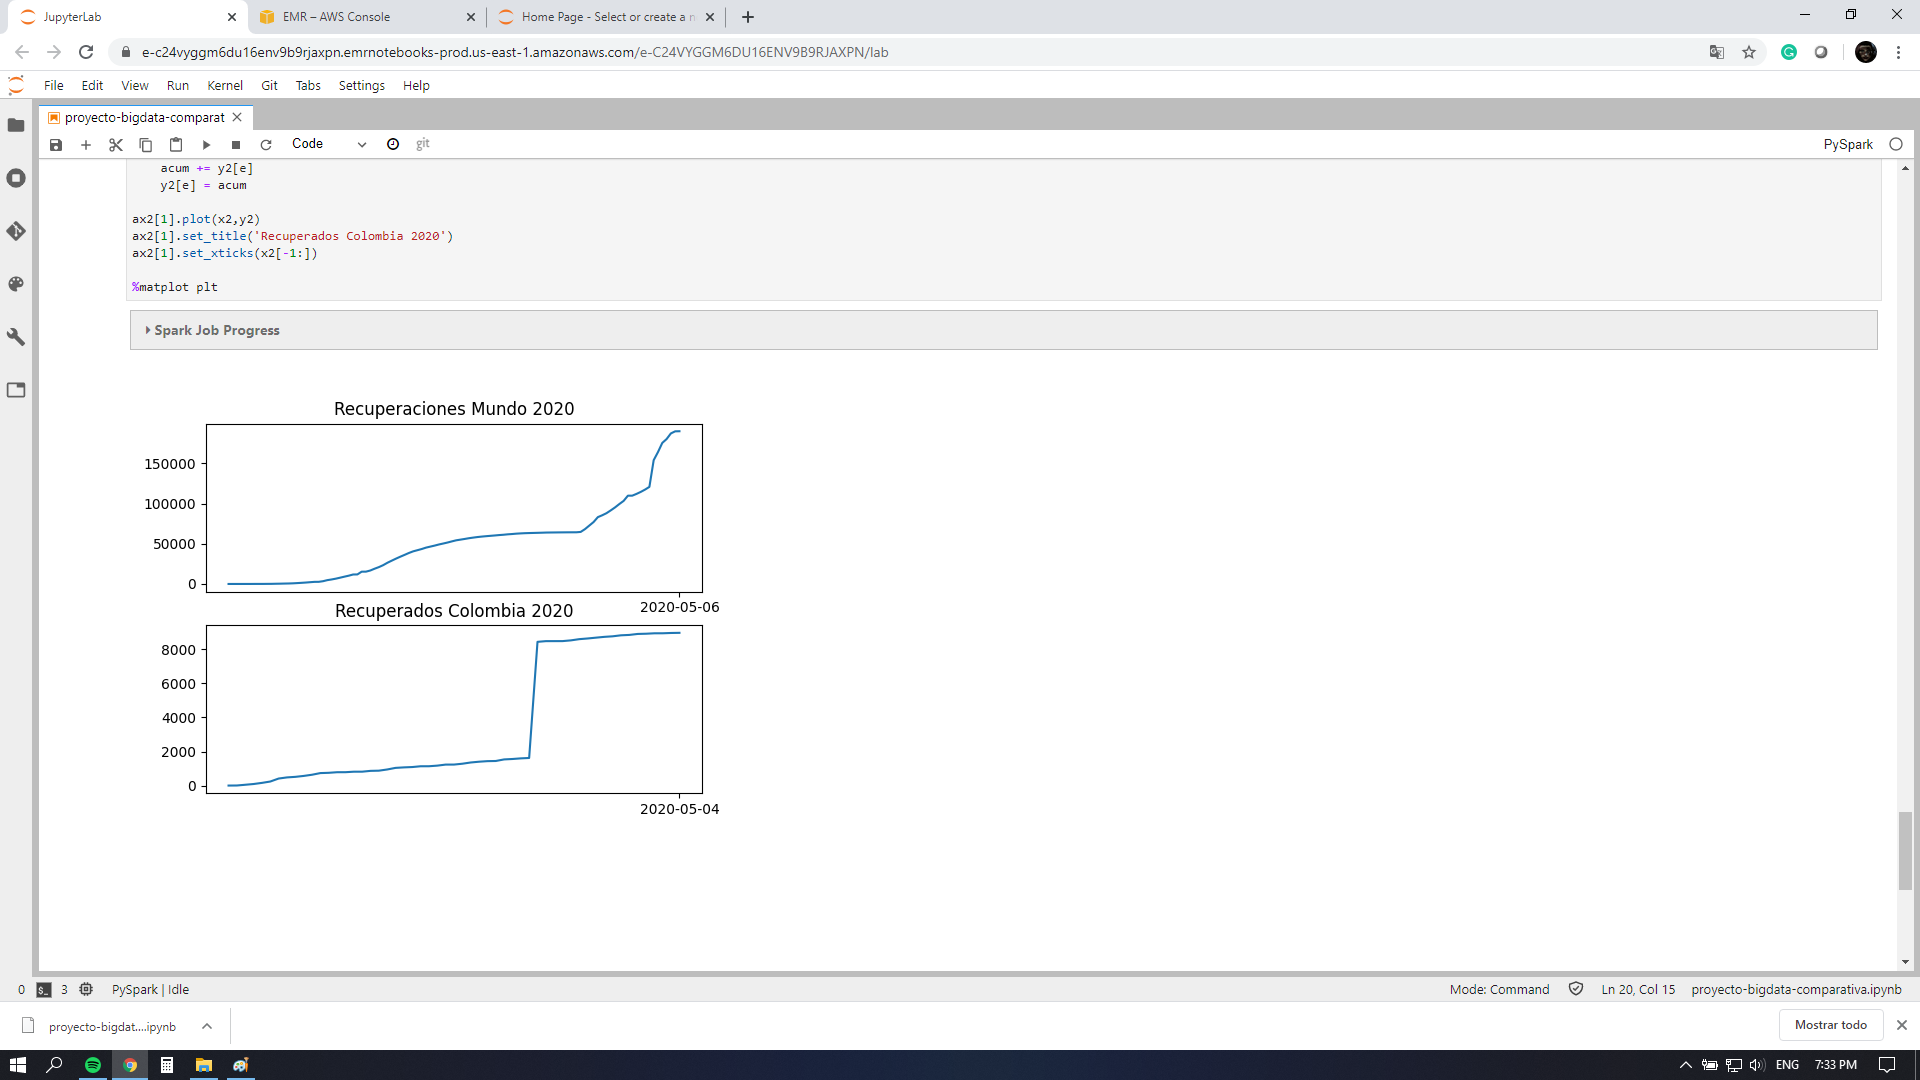 JupyterLab
EMR – AWS Console
Home Page - Select or create a n
e-c24vyggm6du16env9b9rjaxpn.emrnotebooks-prod.us-east-1.amazonaws.com/e-C24VYGGM6DU16ENV9B9RJAXPN/lab
File Edit View Run Kernel Git Tabs Settings Help
proyecto-bigdata-comparat
Code
git
PySpark
acum += y2[e]
y2[e] = acum
ax2[1].plot(x2,y2)
ax2[1].set_title('Recuperados Colombia 2020')
ax2[1].set_xticks(x2[-1:])
%matplot plt
Spark Job Progress
Recuperaciones Mundo 2020
150000
100000
50000
0
2020-05-06
Recuperados Colombia 2020
8000
6000
4000
2000
0
2020-05-04
0 $_ 3 PySpark | Idle
Mode: Command Ln 20, Col 15 proyecto-bigdata-comparativa.ipynb
proyecto-bigdat....ipynb
Mostrar todo
ENG 7:33 PM